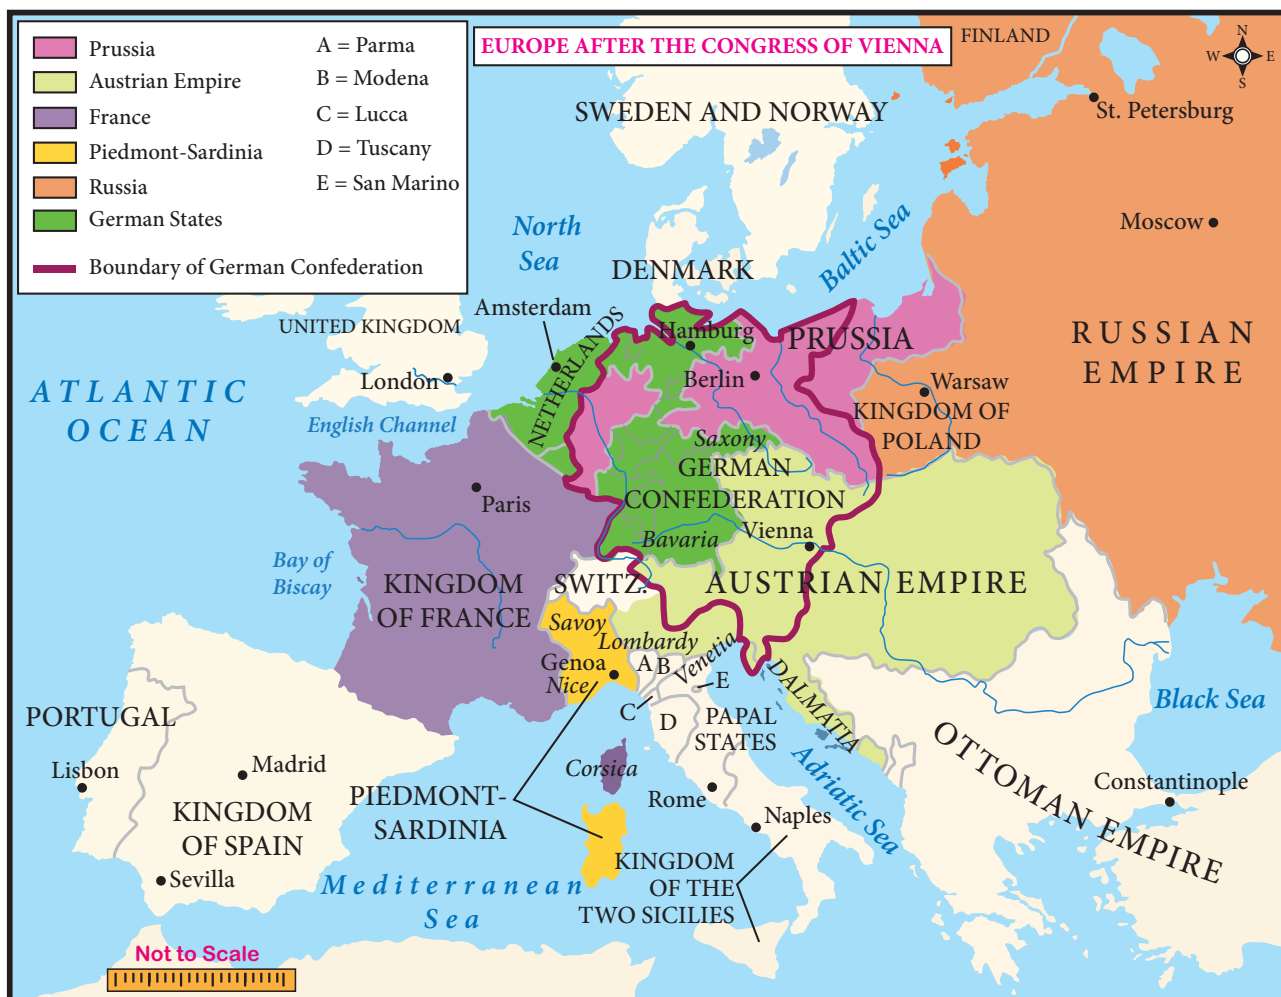 Prussia
Austrian Empire
France
Piedmont-Sardinia
Russia
German States
Boundary of German Confederation
A = Parma
B = Modena
C = Lucca
D = Tuscany
E = San Marino
EUROPE AFTER THE CONGRESS OF VIENNA
FINLAND
N
W
E
S
St. Petersburg
SWEDEN AND NORWAY
Moscow
North
Sea
Baltic Sea
DENMARK
Amsterdam
UNITED KINGDOM
NETHERLANDS
Hamburg
PRUSSIA
RUSSIAN
EMPIRE
London
Berlin
Warsaw
KINGDOM OF
POLAND
ATLANTIC
OCEAN
English Channel
Saxony
GERMAN
CONFEDERATION
Paris
Bavaria
Vienna
Bay of
Biscay
KINGDOM
OF FRANCE
SWITZ.
AUSTRIAN EMPIRE
Savoy
Lombardy
Venetia
Genoa
Nice
A
B
E
C
D
DALMATIA
Black Sea
PORTUGAL
PAPAL
STATES
OTTOMAN EMPIRE
Lisbon
Madrid
Corsica
Adriatic Sea
Constantinople
KINGDOM
OF SPAIN
PIEDMONT-
SARDINIA
Rome
Naples
Sevilla
Mediterranean
Sea
KINGDOM
OF THE
TWO SICILIES
Not to Scale